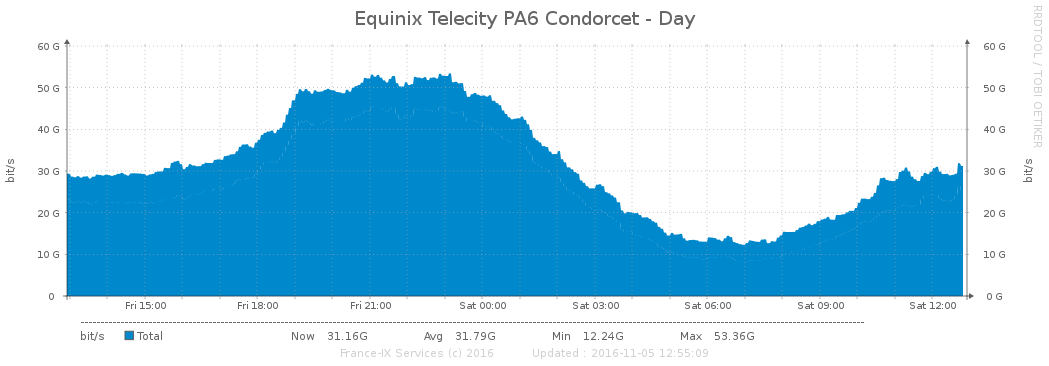 Equinix Telecity PA6 Condorcet - Day
RRDTOOL / TOBI OETIKER
60 G 60 G
50 G 50 G
40 G 40 G
30 G 30 G
20 G 20 G
10 G 10 G
0 0 G
bit/s bit/s
Fri 15:00 Fri 18:00 Fri 21:00 Sat 00:00 Sat 03:00 Sat 06:00 Sat 09:00 Sat 12:00
bit/s Total Now 31.16G Avg 31.79G Min 12.24G Max 53.36G
France-IX Services (c) 2016 Updated : 2016-11-05 12:55:09